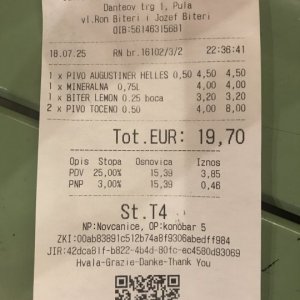 Danteov trg 1, Pula
vl.Ron Biteri i Jozef Biteri
OIB:56146315681
18.07.25 RN br.16102/3/2 22:36:41
1 x PIVO AUGUSTINER HELLES 0,50 4,50 4,50
1 x MINERALNA 0,75L 4,00 4,00
1 x BITER LEMON 0.25 boca 3,20 3,20
2 x PIVO TOCENO 0.50 4,00 8,00
Tot.EUR: 19,70
Opis Stopa Osnovica Iznos
PDV 25,00% 15,39 3,85
PNP 3,00% 15,39 0,46
St.T4
NP:Novcanice, OP:konobar 5
ZKI:00ab83891c512b74a8f9306abedff984
JIR:42dca81f-b822-4b4d-80fc-ec4580d93069
Hvala-Grazie-Danke-Thank You